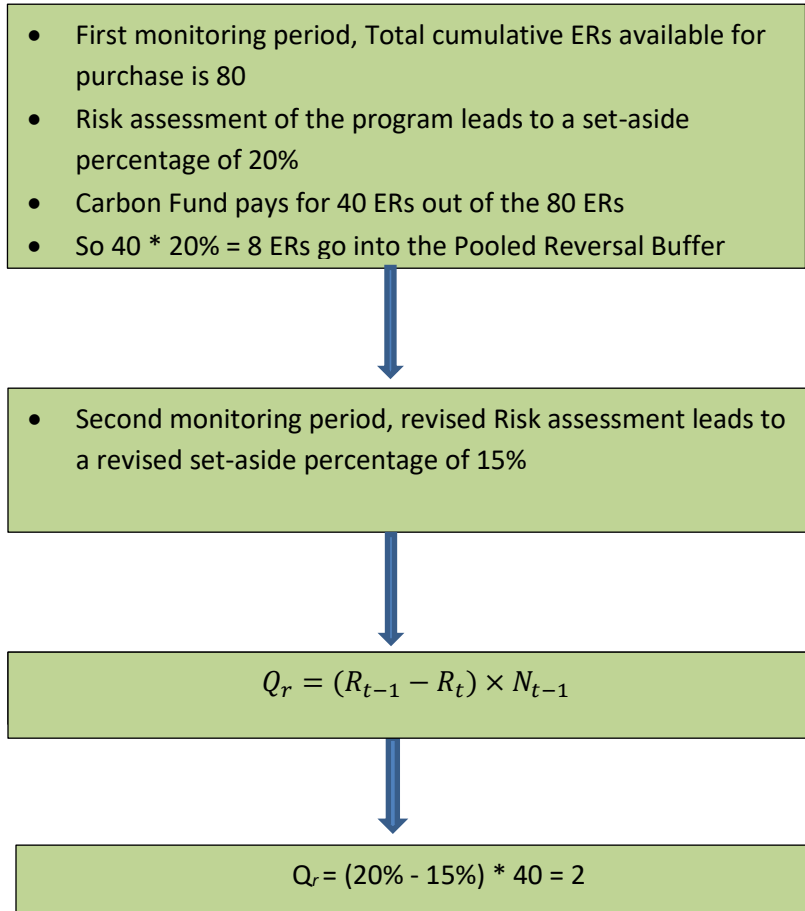 • First monitoring period, Total cumulative ERs available for
purchase is 80
• Risk assessment of the program leads to a set-aside
percentage of 20%
• Carbon Fund pays for 40 ERs out of the 80 ERs
• So 40 * 20% = 8 ERs go into the Pooled Reversal Buffer
• Second monitoring period, revised Risk assessment leads to
a revised set-aside percentage of 15%
Qᵣ = (Rₜ₋₁ − Rₜ) × Nₜ₋₁
Qᵣ = (20% - 15%) * 40 = 2